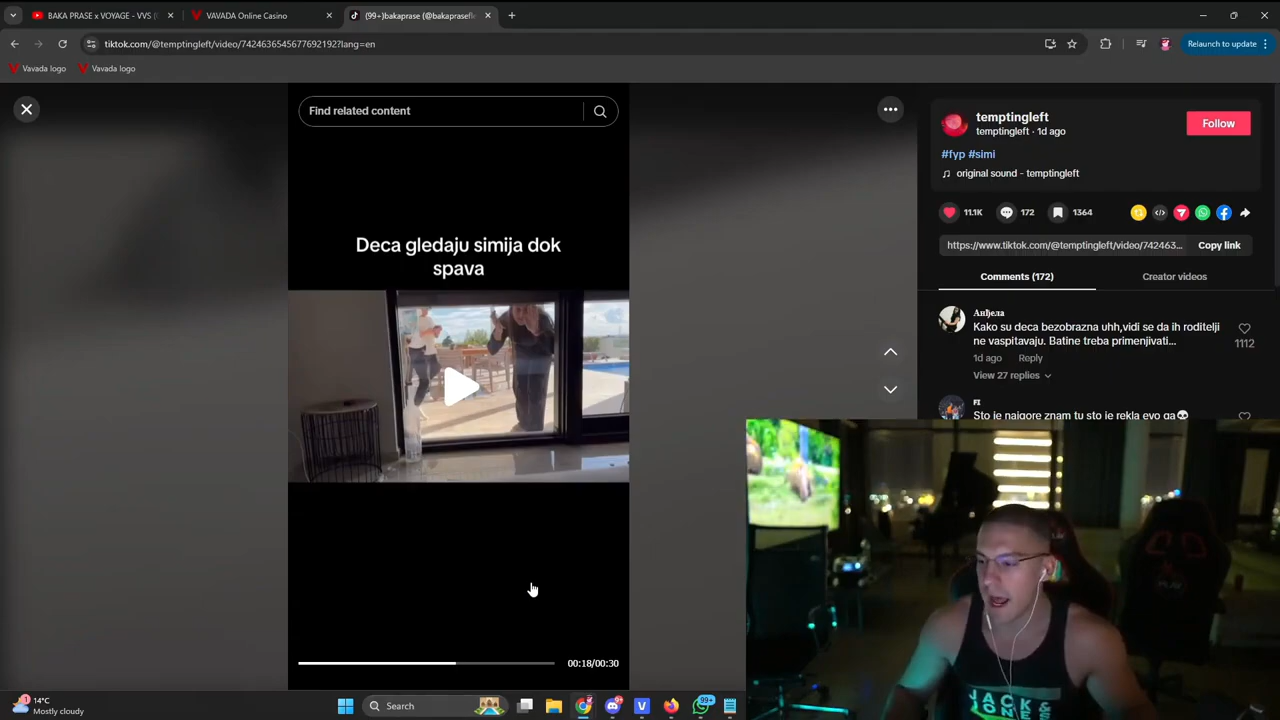 BAKA PRASE x VOYAGE - VVS (
VAVADA Online Casino
(99+)bakaprase (@bakaprasefl
tiktok.com/@temptingleft/video/7424636545677692192?lang=en
Relaunch to update
Vavada logo
Vavada logo
Find related content
temptingleft
temptingleft · 1d ago
Follow
#fyp #simi
original sound - temptingleft
11.1K
172
1364
https://www.tiktok.com/@temptingleft/video/742463...
Copy link
Comments (172)
Creator videos
Анђела
Kako su deca bezobrazna uhh,vidi se da ih roditelji
ne vaspitavaju. Batine treba primenjivati...
1112
1d ago
Reply
View 27 replies
FI
Sto je najgore znam tu sto je rekla evo ga💀
Deca gledaju simija dok
spava
00:18/00:30
14°C
Mostly cloudy
Search
99+